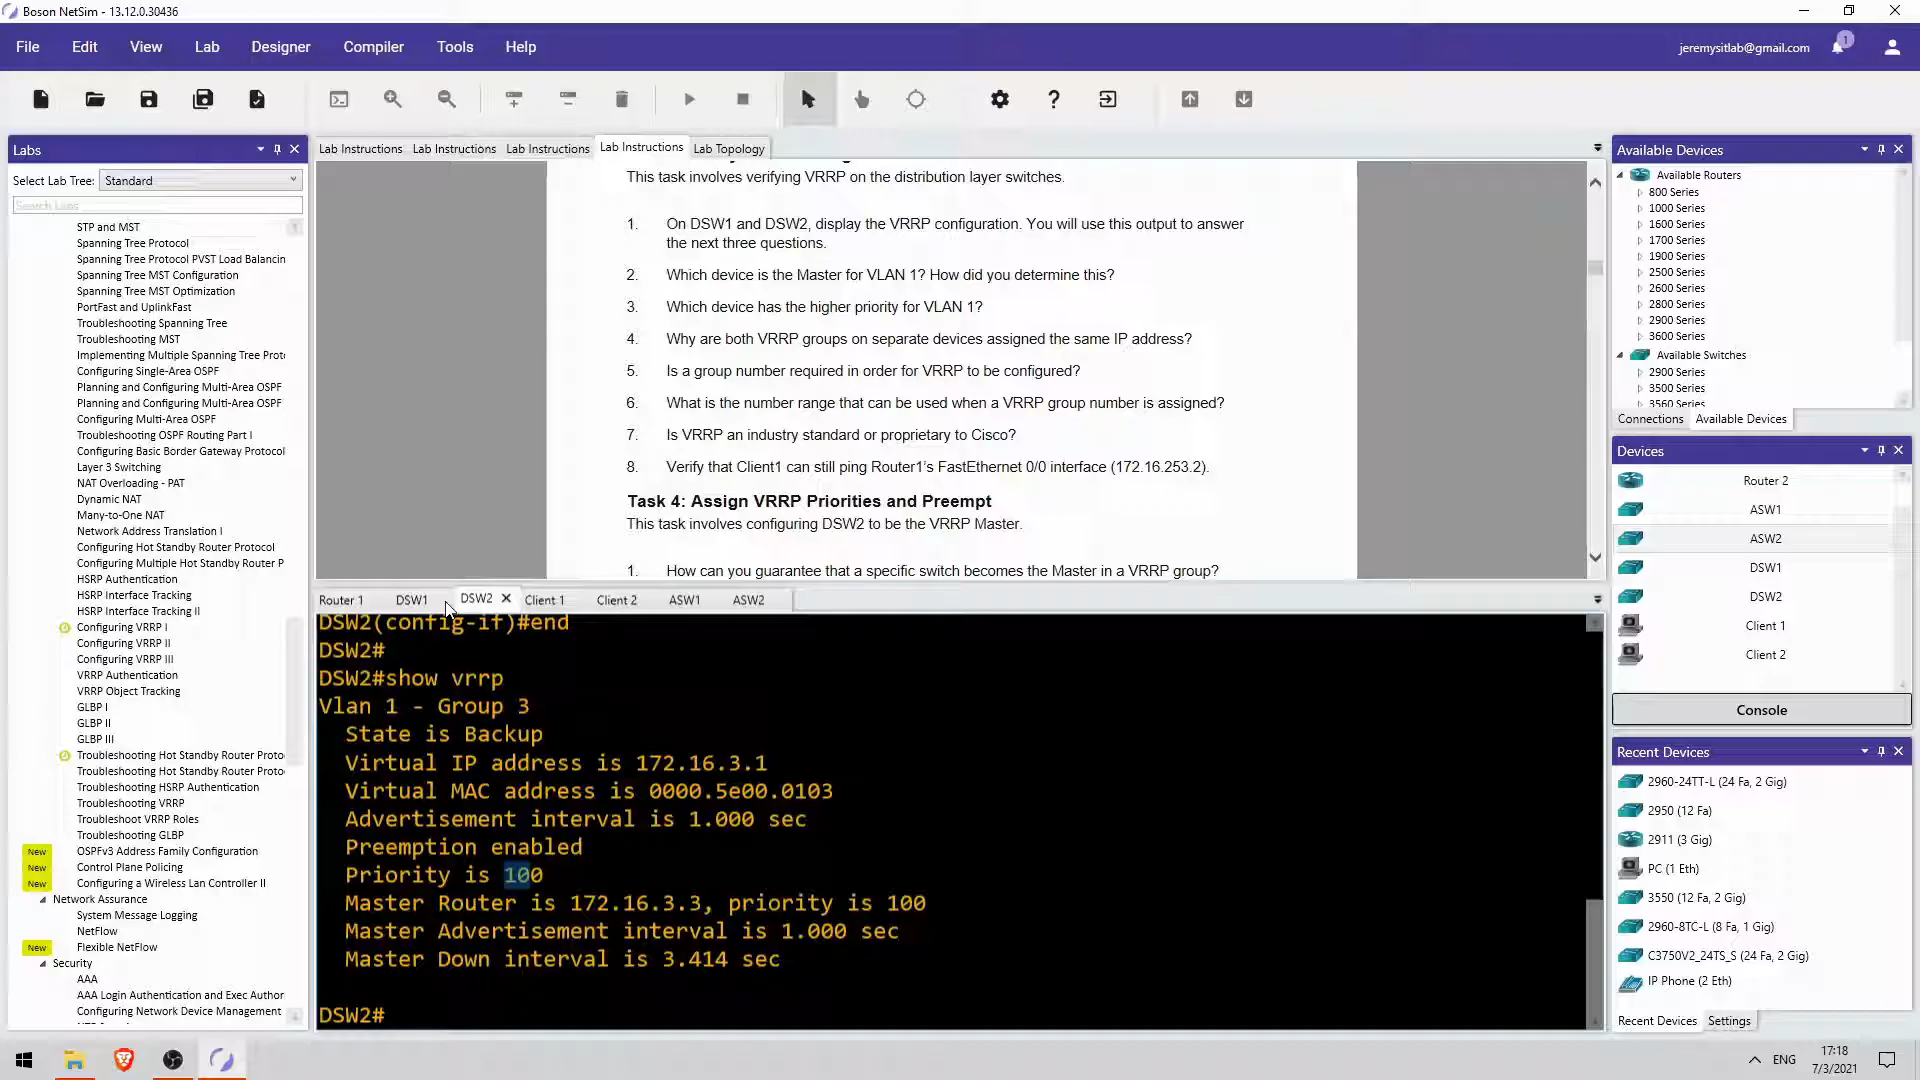 Boson NetSim - 13.12.0.30436
File Edit View Lab Designer Compiler Tools Help
jeremysitlab@gmail.com
1
Labs
Select Lab Tree: Standard
Search Labs
STP and MST
Spanning Tree Protocol
Spanning Tree Protocol PVST Load Balancin
Spanning Tree MST Configuration
Spanning Tree MST Optimization
PortFast and UplinkFast
Troubleshooting Spanning Tree
Troubleshooting MST
Implementing Multiple Spanning Tree Proto
Configuring Single-Area OSPF
Planning and Configuring Multi-Area OSPF
Planning and Configuring Multi-Area OSPF
Configuring Multi-Area OSPF
Troubleshooting OSPF Routing Part I
Configuring Basic Border Gateway Protocol
Layer 3 Switching
NAT Overloading - PAT
Dynamic NAT
Many-to-One NAT
Network Address Translation I
Configuring Hot Standby Router Protocol
Configuring Multiple Hot Standby Router P
HSRP Authentication
HSRP Interface Tracking
HSRP Interface Tracking II
Configuring VRRP I
Configuring VRRP II
Configuring VRRP III
VRRP Authentication
VRRP Object Tracking
GLBP I
GLBP II
GLBP III
Troubleshooting Hot Standby Router Proto
Troubleshooting Hot Standby Router Proto
Troubleshooting HSRP Authentication
Troubleshooting VRRP
Troubleshoot VRRP Roles
Troubleshooting GLBP
New OSPFv3 Address Family Configuration
New Control Plane Policing
New Configuring a Wireless Lan Controller II
Network Assurance
System Message Logging
NetFlow
New Flexible NetFlow
Security
AAA
AAA Login Authentication and Exec Author
Configuring Network Device Management
Lab Instructions Lab Instructions Lab Instructions Lab Instructions Lab Topology
This task involves verifying VRRP on the distribution layer switches.
1. On DSW1 and DSW2, display the VRRP configuration. You will use this output to answer
the next three questions.
2. Which device is the Master for VLAN 1? How did you determine this?
3. Which device has the higher priority for VLAN 1?
4. Why are both VRRP groups on separate devices assigned the same IP address?
5. Is a group number required in order for VRRP to be configured?
6. What is the number range that can be used when a VRRP group number is assigned?
7. Is VRRP an industry standard or proprietary to Cisco?
8. Verify that Client1 can still ping Router1's FastEthernet 0/0 interface (172.16.253.2).
Task 4: Assign VRRP Priorities and Preempt
This task involves configuring DSW2 to be the VRRP Master.
1. How can you guarantee that a specific switch becomes the Master in a VRRP group?
Router 1 DSW1 DSW2 Client 1 Client 2 ASW1 ASW2
DSW2(config-if)#end
DSW2#
DSW2#show vrrp
Vlan 1 - Group 3
State is Backup
Virtual IP address is 172.16.3.1
Virtual MAC address is 0000.5e00.0103
Advertisement interval is 1.000 sec
Preemption enabled
Priority is 100
Master Router is 172.16.3.3, priority is 100
Master Advertisement interval is 1.000 sec
Master Down interval is 3.414 sec
DSW2#
Available Devices
Available Routers
800 Series
1000 Series
1600 Series
1700 Series
1900 Series
2500 Series
2600 Series
2800 Series
2900 Series
3600 Series
Available Switches
2900 Series
3500 Series
3560 Series
Connections Available Devices
Devices
Router 2
ASW1
ASW2
DSW1
DSW2
Client 1
Client 2
Console
Recent Devices
2960-24TT-L (24 Fa, 2 Gig)
2950 (12 Fa)
2911 (3 Gig)
PC (1 Eth)
3550 (12 Fa, 2 Gig)
2960-8TC-L (8 Fa, 1 Gig)
C3750V2_24TS_S (24 Fa, 2 Gig)
IP Phone (2 Eth)
Recent Devices Settings
ENG
17:18
7/3/2021